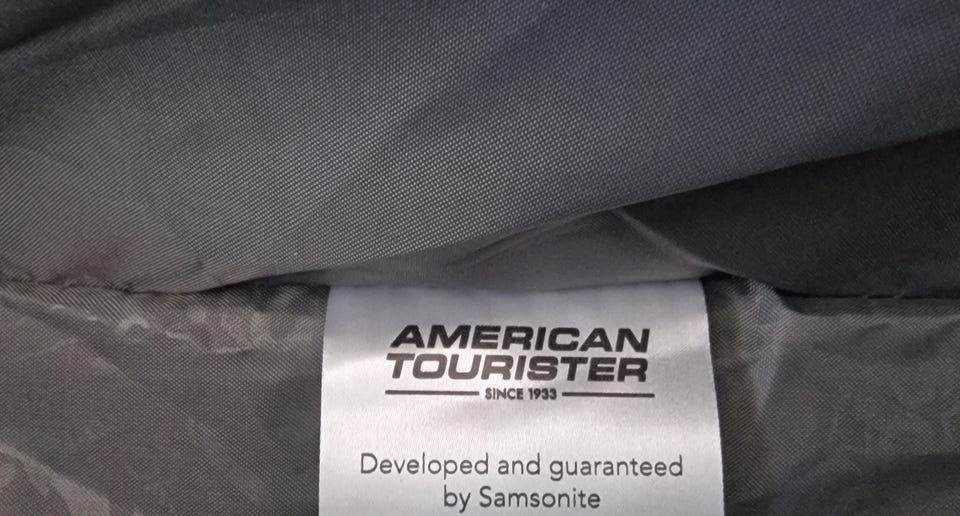 AMERICAN
TOURISTER
SINCE 1933
Developed and guaranteed
by Samsonite